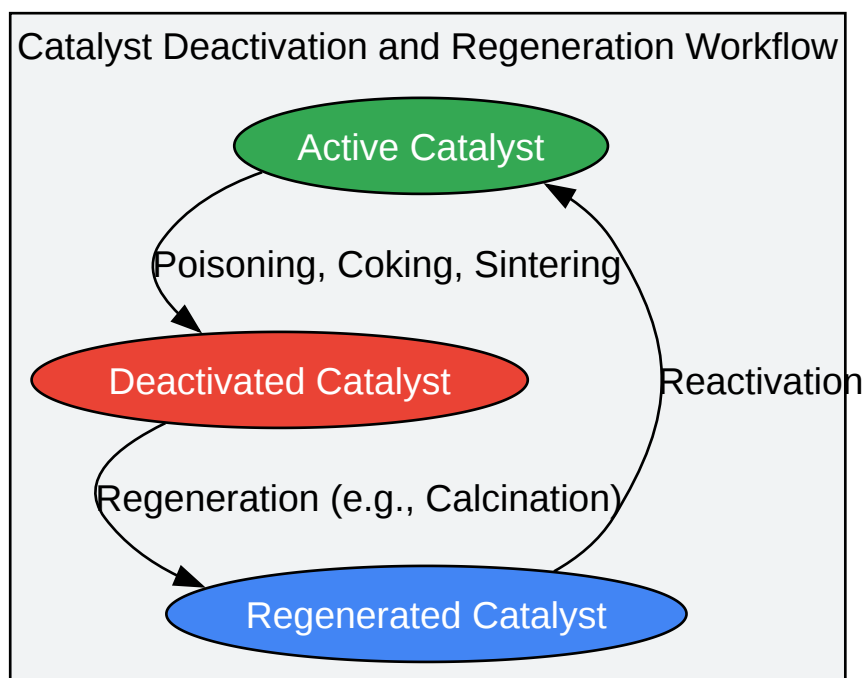 Catalyst Deactivation and Regeneration Workflow
Active Catalyst
Poisoning, Coking, Sintering
Deactivated Catalyst
Reactivation
Regeneration (e.g., Calcination)
Regenerated Catalyst